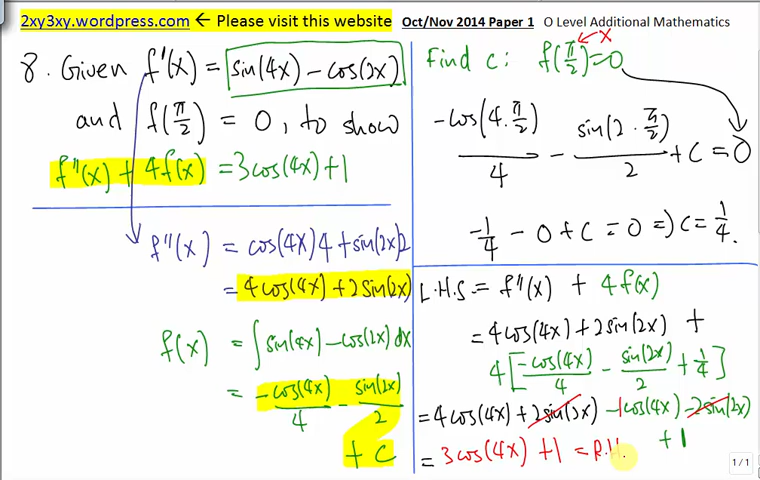 2xy3xy.wordpress.com ← Please visit this website Oct/Nov 2014 Paper 1 O Level Additional Mathematics
8. Given f'(x) = sin(4x) - cos(2x)
and f(π/2) = 0, to show
f''(x) + 4f(x) = 3cos(4x) + 1
f''(x) = cos(4x)4 + sin(2x)2
= 4cos(4x) + 2sin(2x)
f(x) = ∫ sin(4x) - cos(2x) dx
= -cos(4x)/4 - sin(2x)/2
+ C
Find c: f(π/2) = 0
x
-cos(4·π/2)/4 - sin(2·π/2)/2 + C = 0
-1/4 - 0 + C = 0 => C = 1/4.
L.H.S = f''(x) + 4f(x)
= 4cos(4x) + 2sin(2x) +
4[-cos(4x)/4 - sin(2x)/2 + 1/4]
= 4cos(4x) + 2sin(2x) - 1cos(4x) - 2sin(2x)
+ 1
= 3cos(4x) + 1 = R.H.
1/1